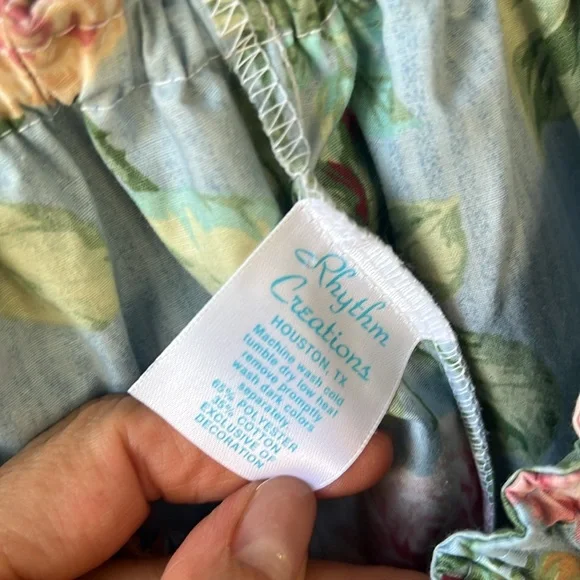 Rhythm
Creations
HOUSTON, TX
Machine wash cold
tumble dry low heat
remove promptly
wash dark colors
separately.
65% POLYESTER
35% COTTON
EXCLUSIVE OF
DECORATION